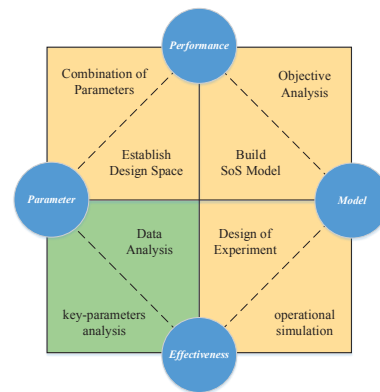 Performance
Combination of
Parameters
Objective
Analysis
Establish
Design Space
Build
SoS Model
Parameter
Model
Data
Analysis
Design of
Experiment
key-parameters
analysis
operational
simulation
Effectiveness